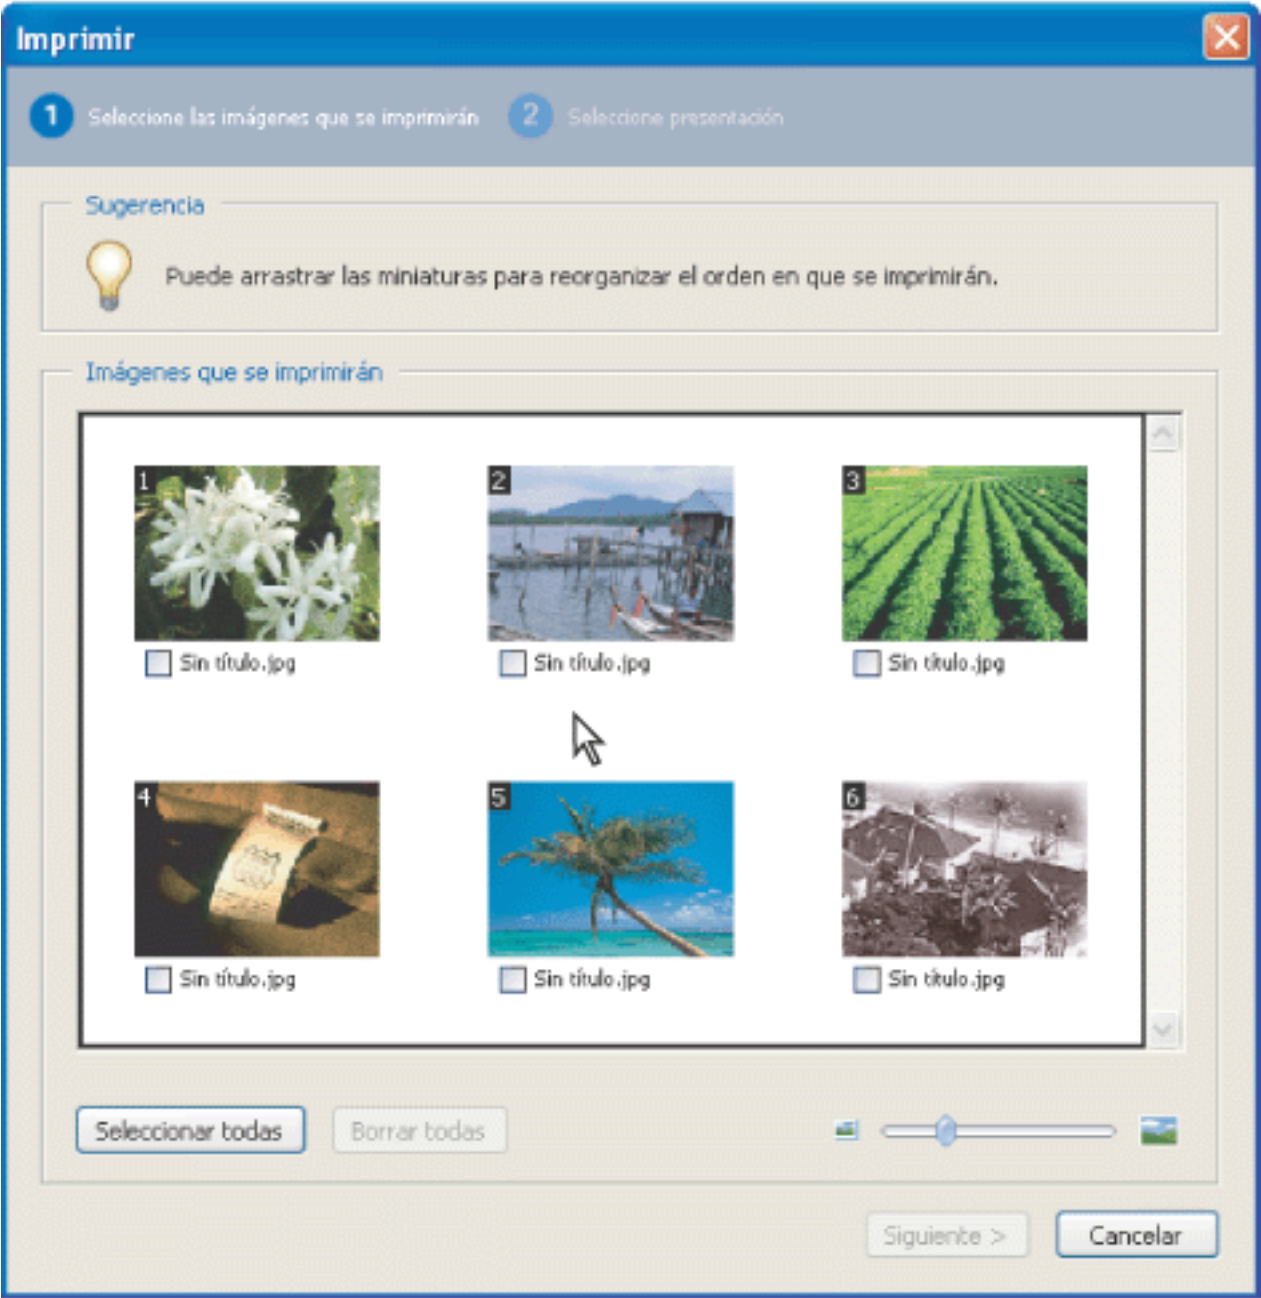 Imprimir
1 Seleccione las imágenes que se imprimirán 2 Seleccione presentación
Sugerencia
Puede arrastrar las miniaturas para reorganizar el orden en que se imprimirán.
Imágenes que se imprimirán
1 2 3
Sin título.jpg Sin título.jpg Sin título.jpg
4 5 6
Sin título.jpg Sin título.jpg Sin título.jpg
Seleccionar todas Borrar todas
Siguiente > Cancelar